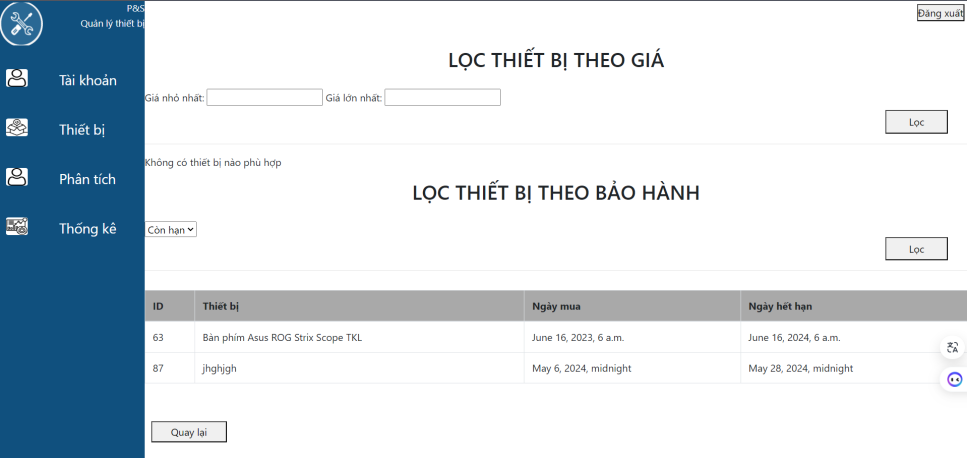 P&S
Quản lý thiết bị
Đăng xuất
Tài khoản
Thiết bị
Phân tích
Thống kê
LỌC THIẾT BỊ THEO GIÁ
Giá nhỏ nhất: Giá lớn nhất:
Lọc
Không có thiết bị nào phù hợp
LỌC THIẾT BỊ THEO BẢO HÀNH
Còn hạn
Lọc
ID Thiết bị Ngày mua Ngày hết hạn
63 Bàn phím Asus ROG Strix Scope TKL June 16, 2023, 6 a.m. June 16, 2024, 6 a.m.
87 jhghjgh May 6, 2024, midnight May 28, 2024, midnight
Quay lại